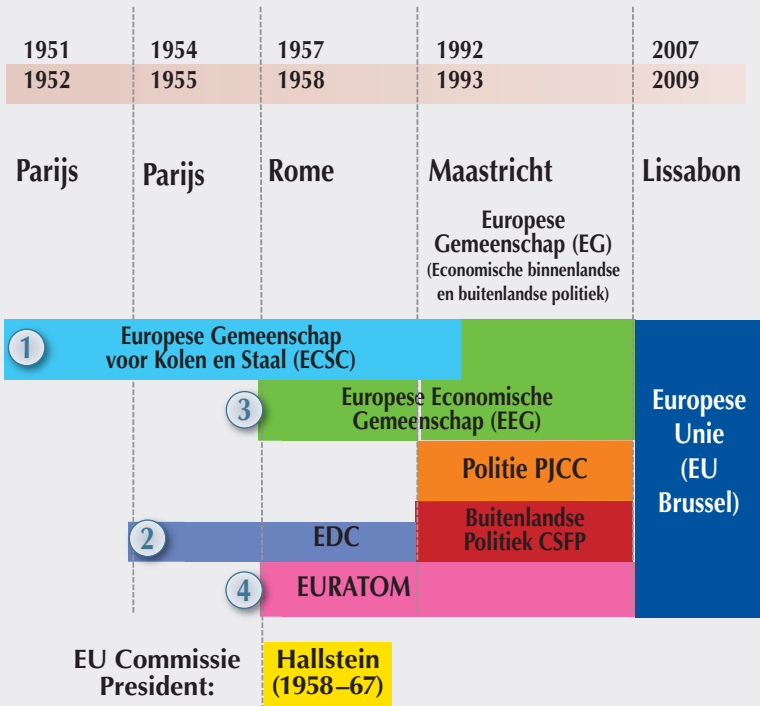 1951 1954 1957 1992 2007
1952 1955 1958 1993 2009
Parijs Parijs Rome Maastricht Lissabon
Europese
Gemeenschap (EG)
(Economische binnenlandse
en buitenlandse politiek)
1 Europese Gemeenschap
voor Kolen en Staal (ECSC)
3 Europese Economische
Gemeenschap (EEG)
Europese
Unie
(EU
Brussel)
Politie PJCC
Buitenlandse
Politiek CSFP
2 EDC
4 EURATOM
EU Commissie
President:
Hallstein
(1958–67)